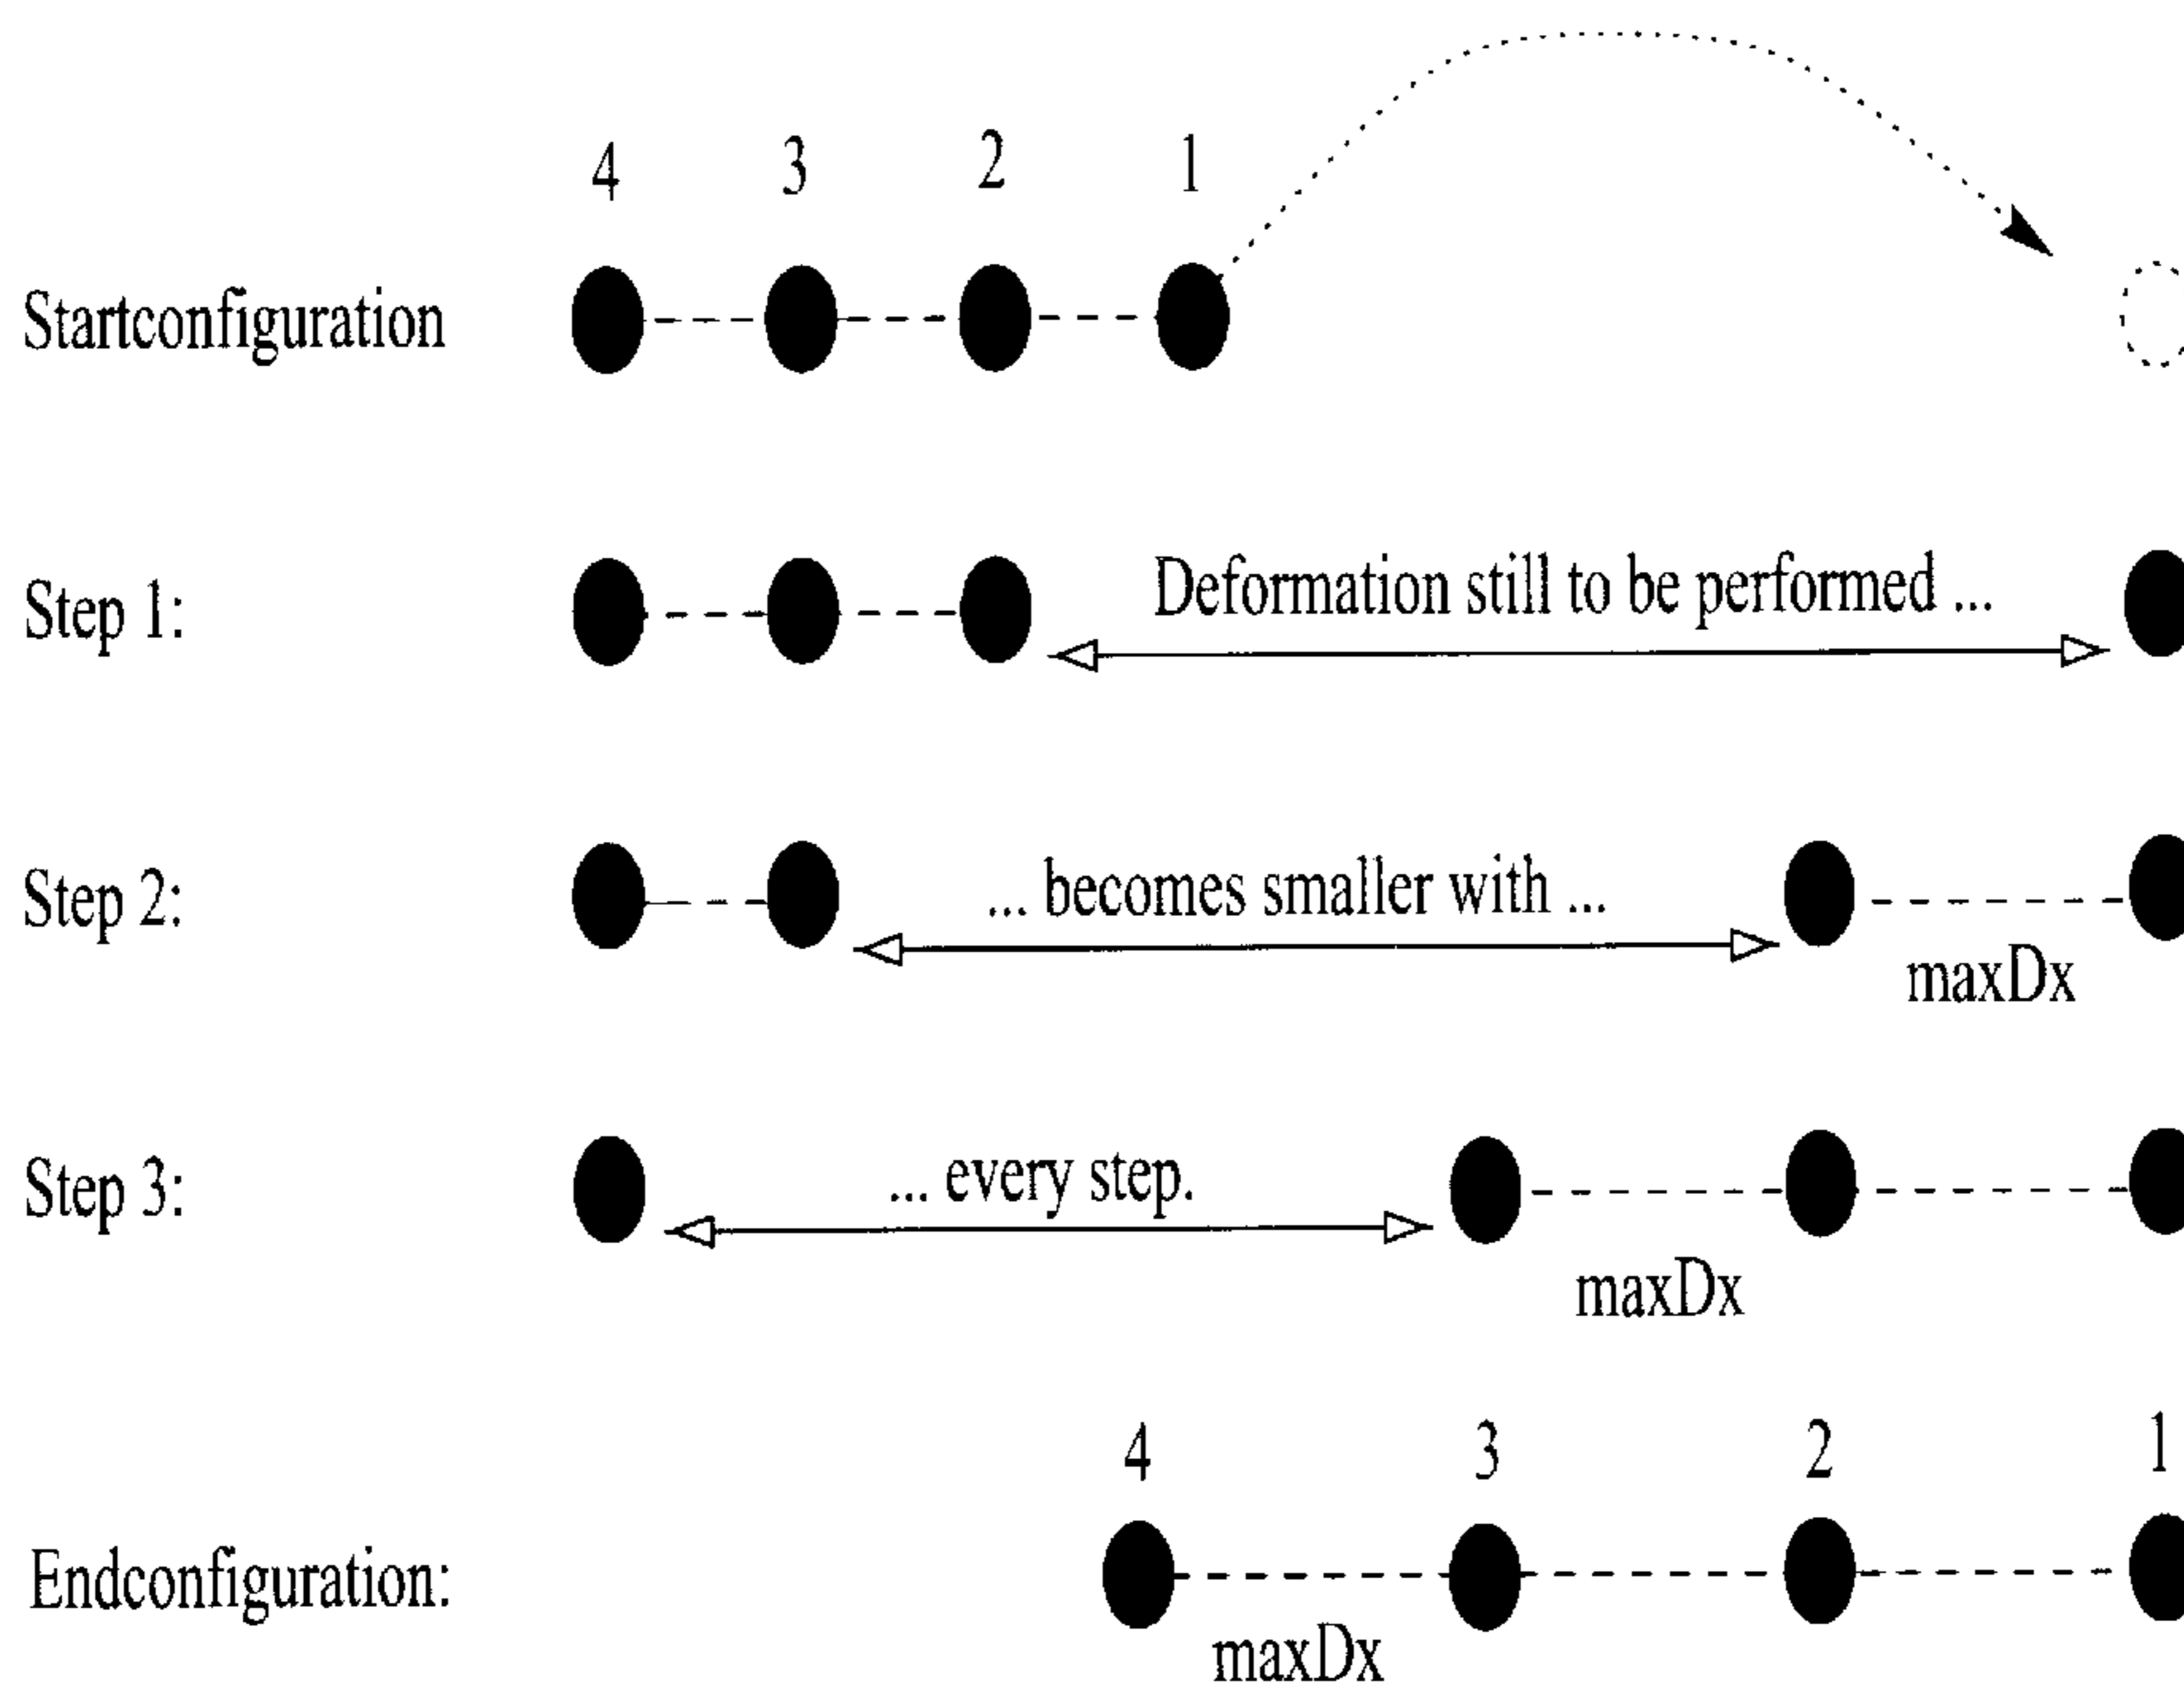 4 3 2 1
Startconfiguration
Step 1:
Deformation still to be performed ...
Step 2:
... becomes smaller with ...
maxDx
Step 3:
... every step.
maxDx
4 3 2 1
Endconfiguration:
maxDx